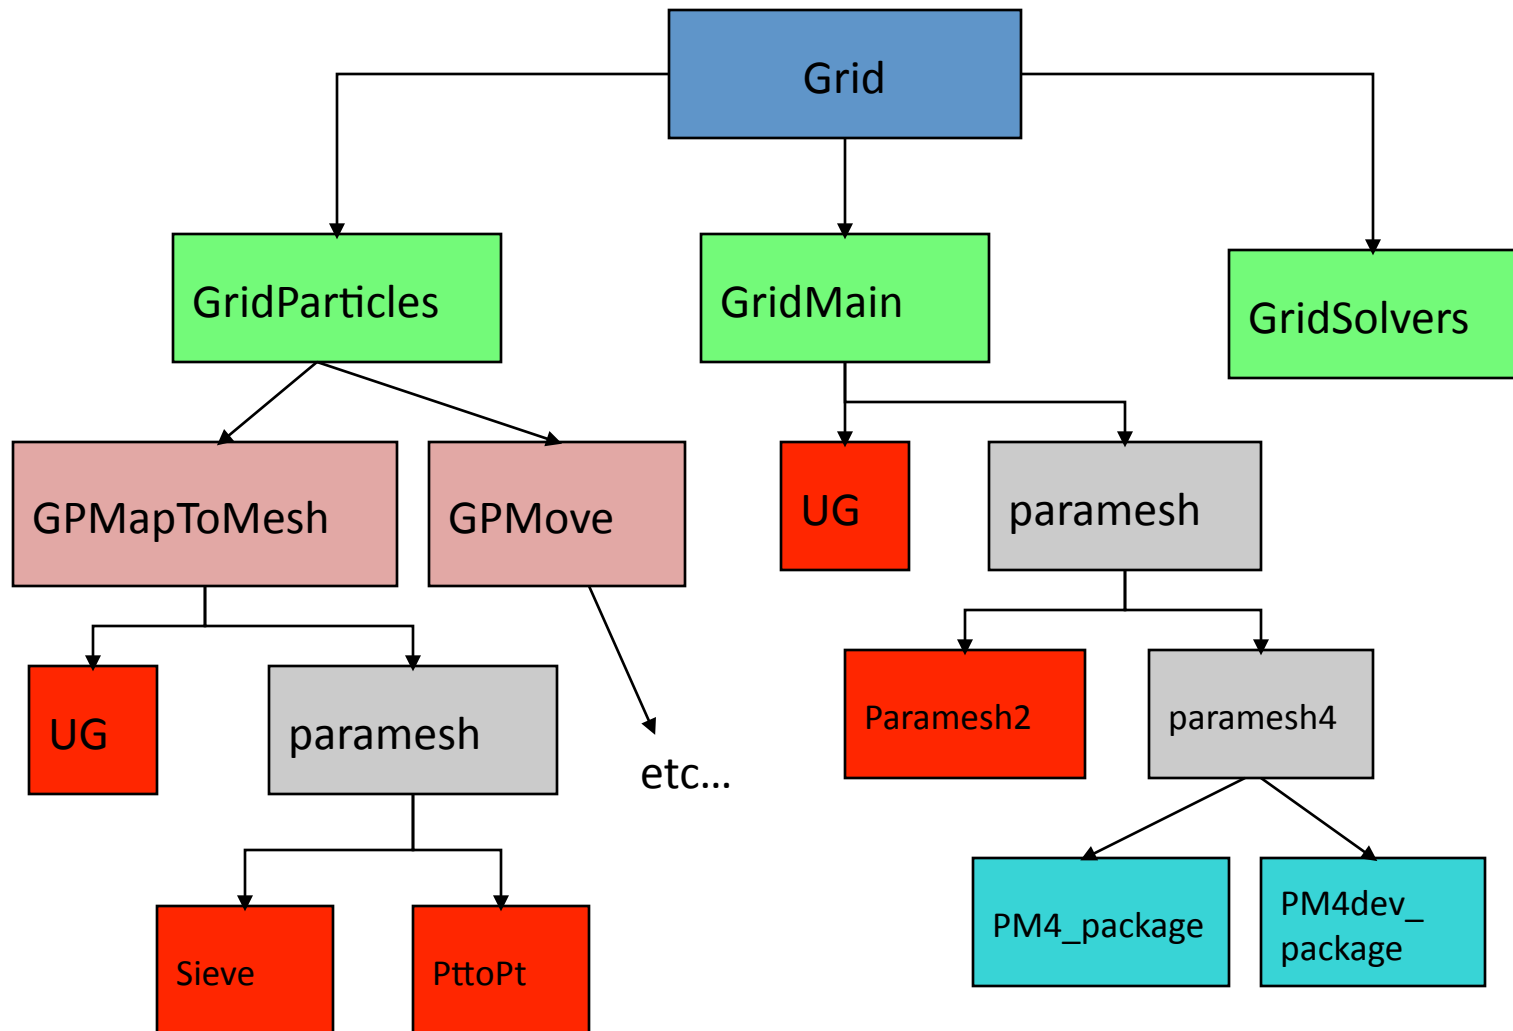 Grid
GridParticles
GridMain
GridSolvers
GPMapToMesh
GPMove
UG
paramesh
UG
paramesh
etc...
Paramesh2
paramesh4
Sieve
PttoPt
PM4_package
PM4dev_
package